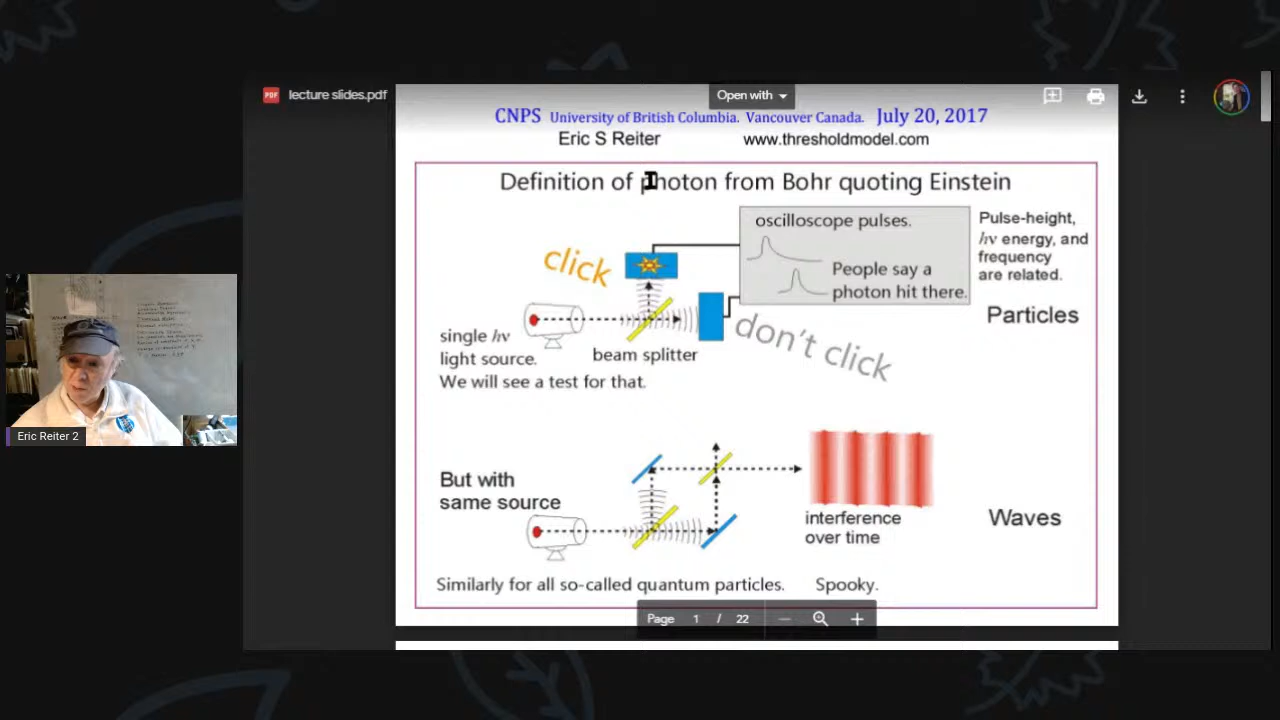 lecture slides.pdf
Open with
CNPS University of British Columbia. Vancouver Canada. July 20, 2017
Eric S Reiter www.thresholdmodel.com
Definition of photon from Bohr quoting Einstein
oscilloscope pulses.
Pulse-height,
hν energy, and
frequency
are related.
click
People say a
photon hit there.
Particles
single hν
light source.
We will see a test for that.
beam splitter
don't click
But with
same source
interference
over time
Waves
Similarly for all so-called quantum particles. Spooky.
Page 1 / 22
Eric Reiter 2